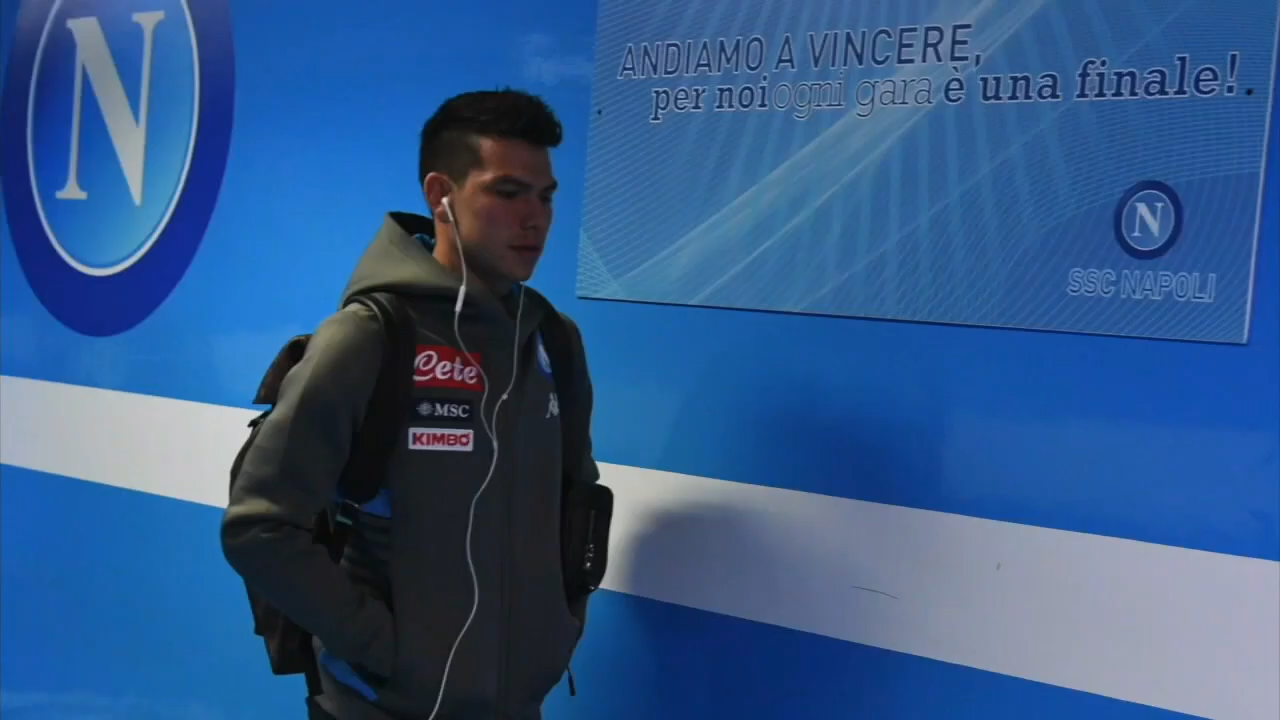 N
ANDIAMO A VINCERE,
per noi ogni gara è una finale!
N
SSC NAPOLI
Cete
MSC
KIMBO